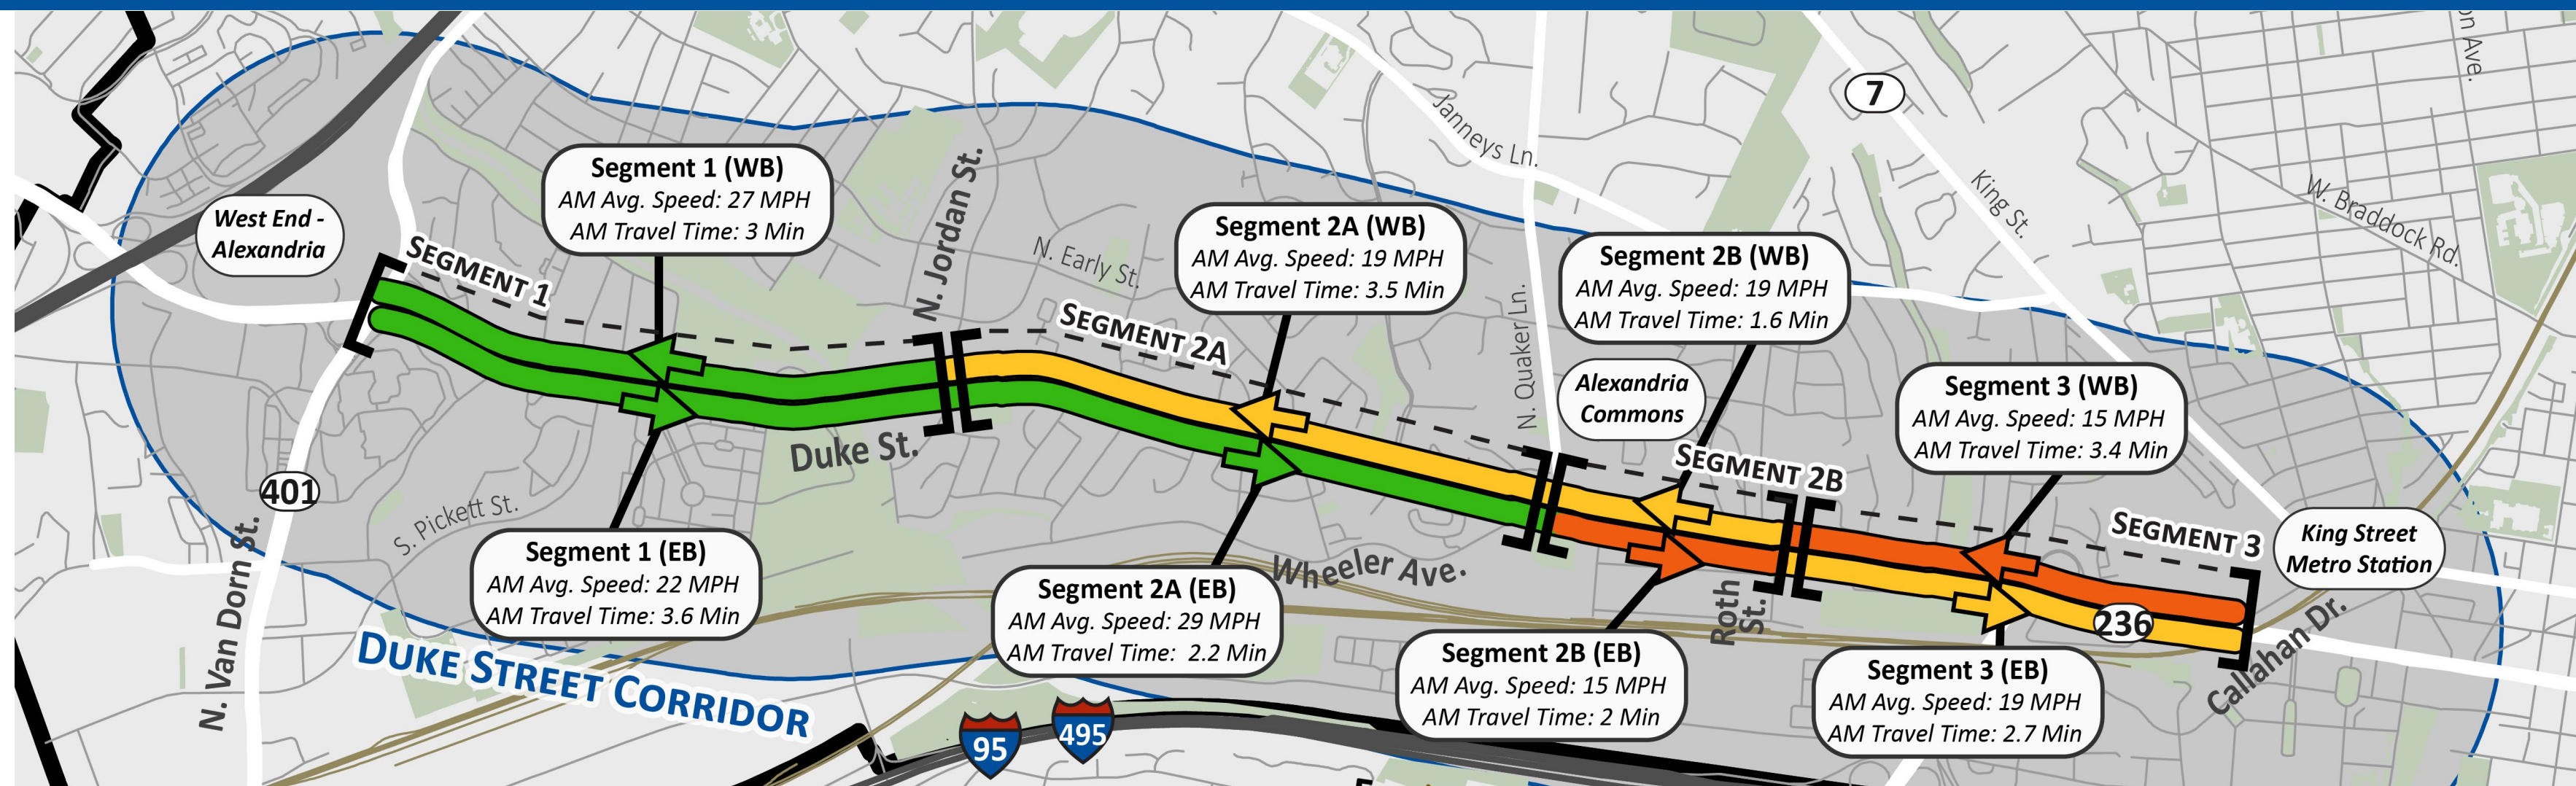 on Ave.
7
Janneys Ln.
King St.
W. Braddock Rd.
West End -
Alexandria
Segment 1 (WB)
AM Avg. Speed: 27 MPH
AM Travel Time: 3 Min
N. Jordan St.
N. Early St.
Segment 2A (WB)
AM Avg. Speed: 19 MPH
AM Travel Time: 3.5 Min
Segment 2B (WB)
AM Avg. Speed: 19 MPH
AM Travel Time: 1.6 Min
SEGMENT 1
SEGMENT 2A
N. Quaker Ln.
Alexandria
Commons
Segment 3 (WB)
AM Avg. Speed: 15 MPH
AM Travel Time: 3.4 Min
Duke St.
SEGMENT 2B
401
S. Pickett St.
N. Van Dorn St.
Segment 1 (EB)
AM Avg. Speed: 22 MPH
AM Travel Time: 3.6 Min
Wheeler Ave.
Segment 2A (EB)
AM Avg. Speed: 29 MPH
AM Travel Time: 2.2 Min
SEGMENT 3
King Street
Metro Station
Roth
St.
236
Callahan Dr.
Segment 2B (EB)
AM Avg. Speed: 15 MPH
AM Travel Time: 2 Min
Segment 3 (EB)
AM Avg. Speed: 19 MPH
AM Travel Time: 2.7 Min
DUKE STREET CORRIDOR
95
495